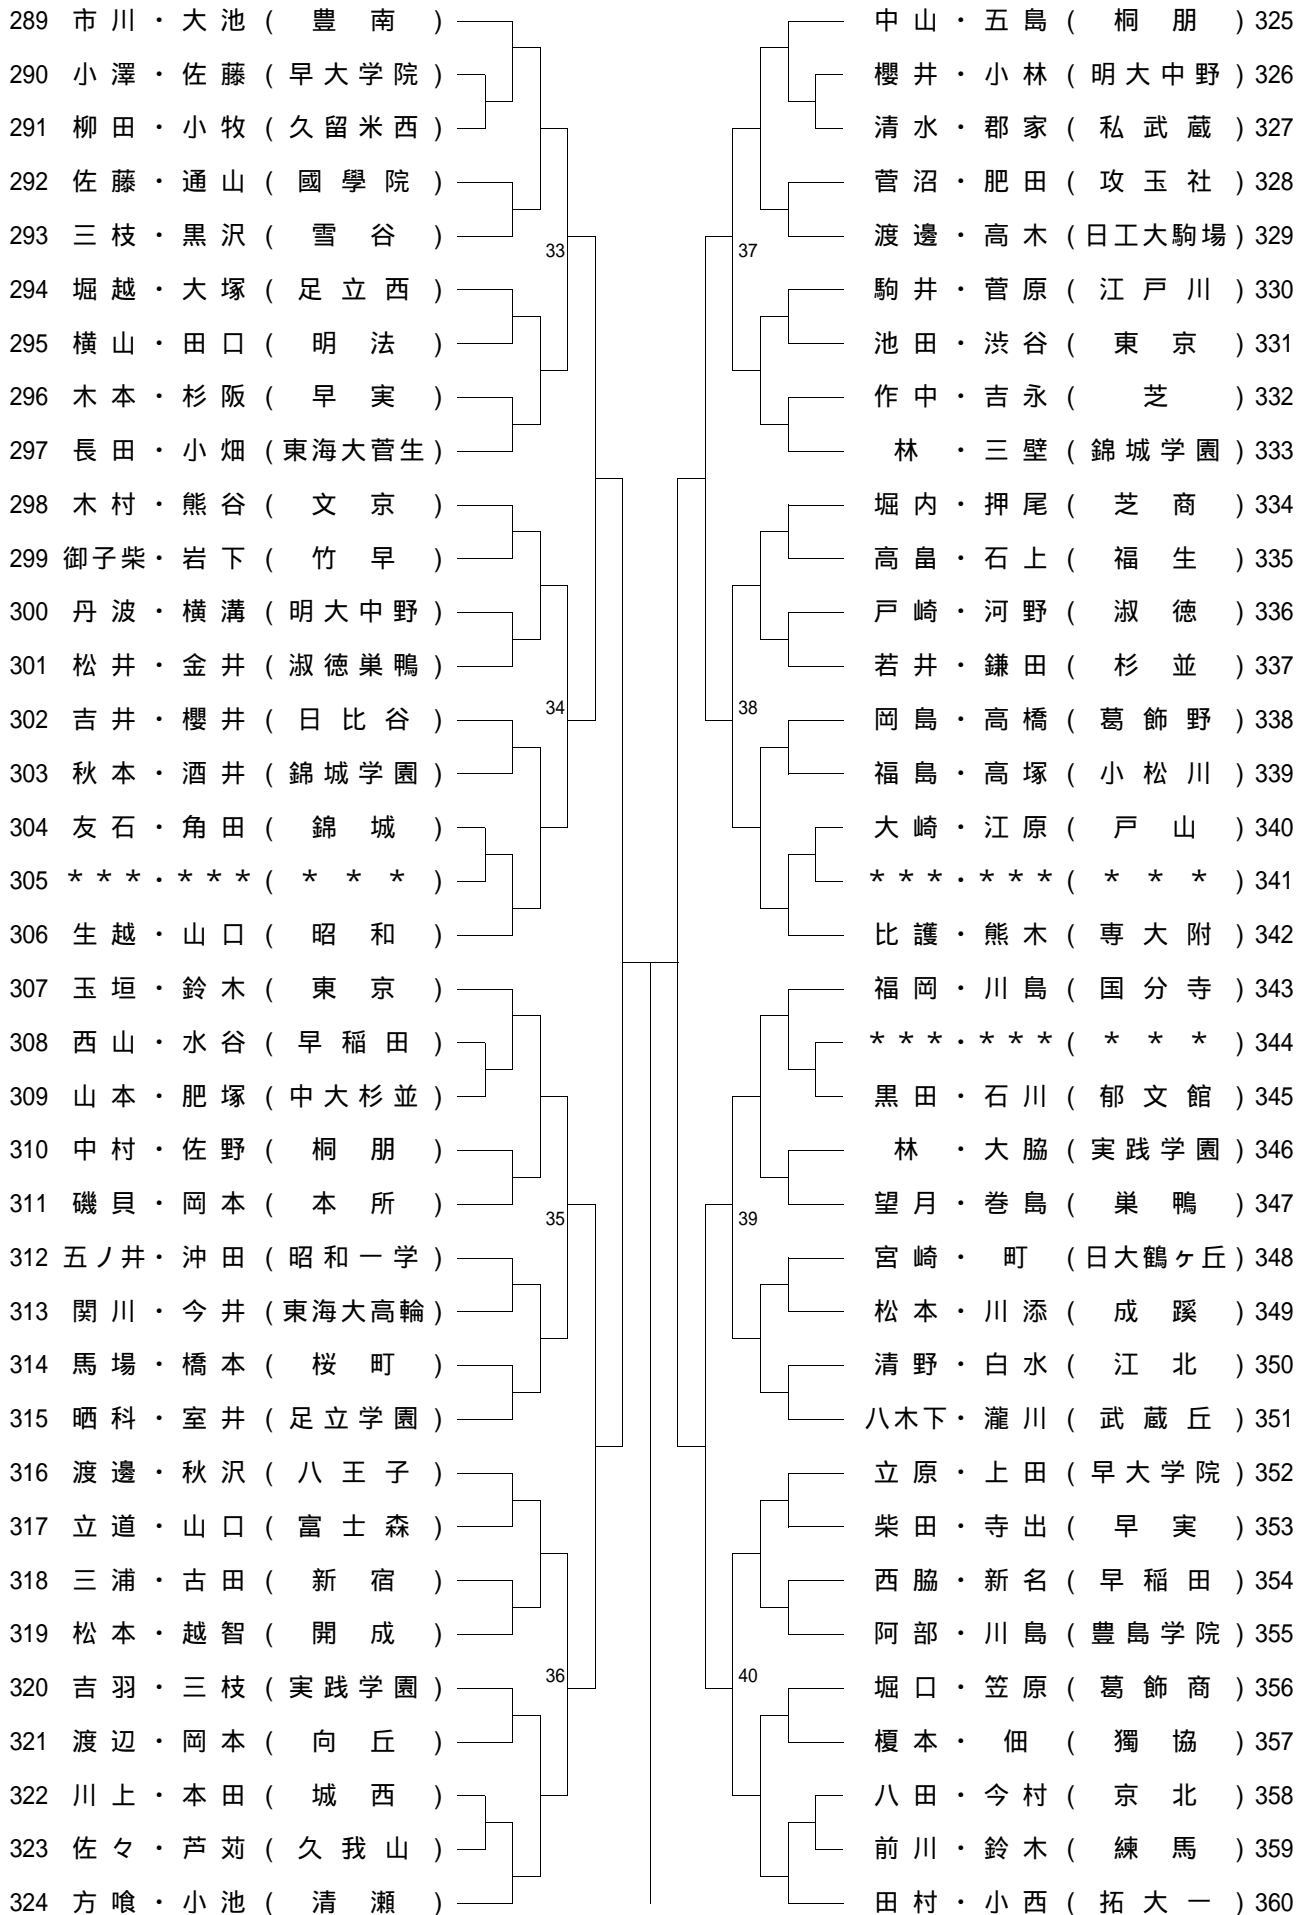 289 市川・大池 (豊南)
290 小澤・佐藤 (早大学院)
291 柳田・小牧 (久留米西)
292 佐藤・通山 (國學院)
293 三枝・黒沢 (雪谷)
33
294 堀越・大塚 (足立西)
295 横山・田口 (明法)
296 木本・杉阪 (早実)
297 長田・小畑 (東海大菅生)
298 木村・熊谷 (文京)
299 御子柴・岩下 (竹早)
300 丹波・横溝 (明大中野)
301 松井・金井 (淑徳巣鴨)
34
302 吉井・櫻井 (日比谷)
303 秋本・酒井 (錦城学園)
304 友石・角田 (錦城)
305 ***・*** (***)
306 生越・山口 (昭和)
307 玉垣・鈴木 (東京)
308 西山・水谷 (早稲田)
309 山本・肥塚 (中大杉並)
310 中村・佐野 (桐朋)
311 磯貝・岡本 (本所)
35
312 五ノ井・沖田 (昭和一学)
313 関川・今井 (東海大高輪)
314 馬場・橋本 (桜町)
315 晒科・室井 (足立学園)
316 渡邊・秋沢 (八王子)
317 立道・山口 (富士森)
318 三浦・古田 (新宿)
319 松本・越智 (開成)
36
320 吉羽・三枝 (実践学園)
321 渡辺・岡本 (向丘)
322 川上・本田 (城西)
323 佐々・芦苅 (久我山)
324 方喰・小池 (清瀬)
中山・五島 (桐朋) 325
櫻井・小林 (明大中野) 326
清水・郡家 (私武蔵) 327
菅沼・肥田 (攻玉社) 328
渡邊・高木 (日工大駒場) 329
37
駒井・菅原 (江戸川) 330
池田・渋谷 (東京) 331
作中・吉永 (芝) 332
林・三壁 (錦城学園) 333
堀内・押尾 (芝商) 334
高畠・石上 (福生) 335
戸崎・河野 (淑徳) 336
若井・鎌田 (杉並) 337
38
岡島・高橋 (葛飾野) 338
福島・高塚 (小松川) 339
大崎・江原 (戸山) 340
***・*** (***) 341
比護・熊木 (専大附) 342
福岡・川島 (国分寺) 343
***・*** (***) 344
黒田・石川 (郁文館) 345
林・大脇 (実践学園) 346
望月・巻島 (巣鴨) 347
39
宮崎・町 (日大鶴ヶ丘) 348
松本・川添 (成蹊) 349
清野・白水 (江北) 350
八木下・瀧川 (武蔵丘) 351
立原・上田 (早大学院) 352
柴田・寺出 (早実) 353
西脇・新名 (早稲田) 354
阿部・川島 (豊島学院) 355
40
堀口・笠原 (葛飾商) 356
榎本・佃 (獨協) 357
八田・今村 (京北) 358
前川・鈴木 (練馬) 359
田村・小西 (拓大一) 360